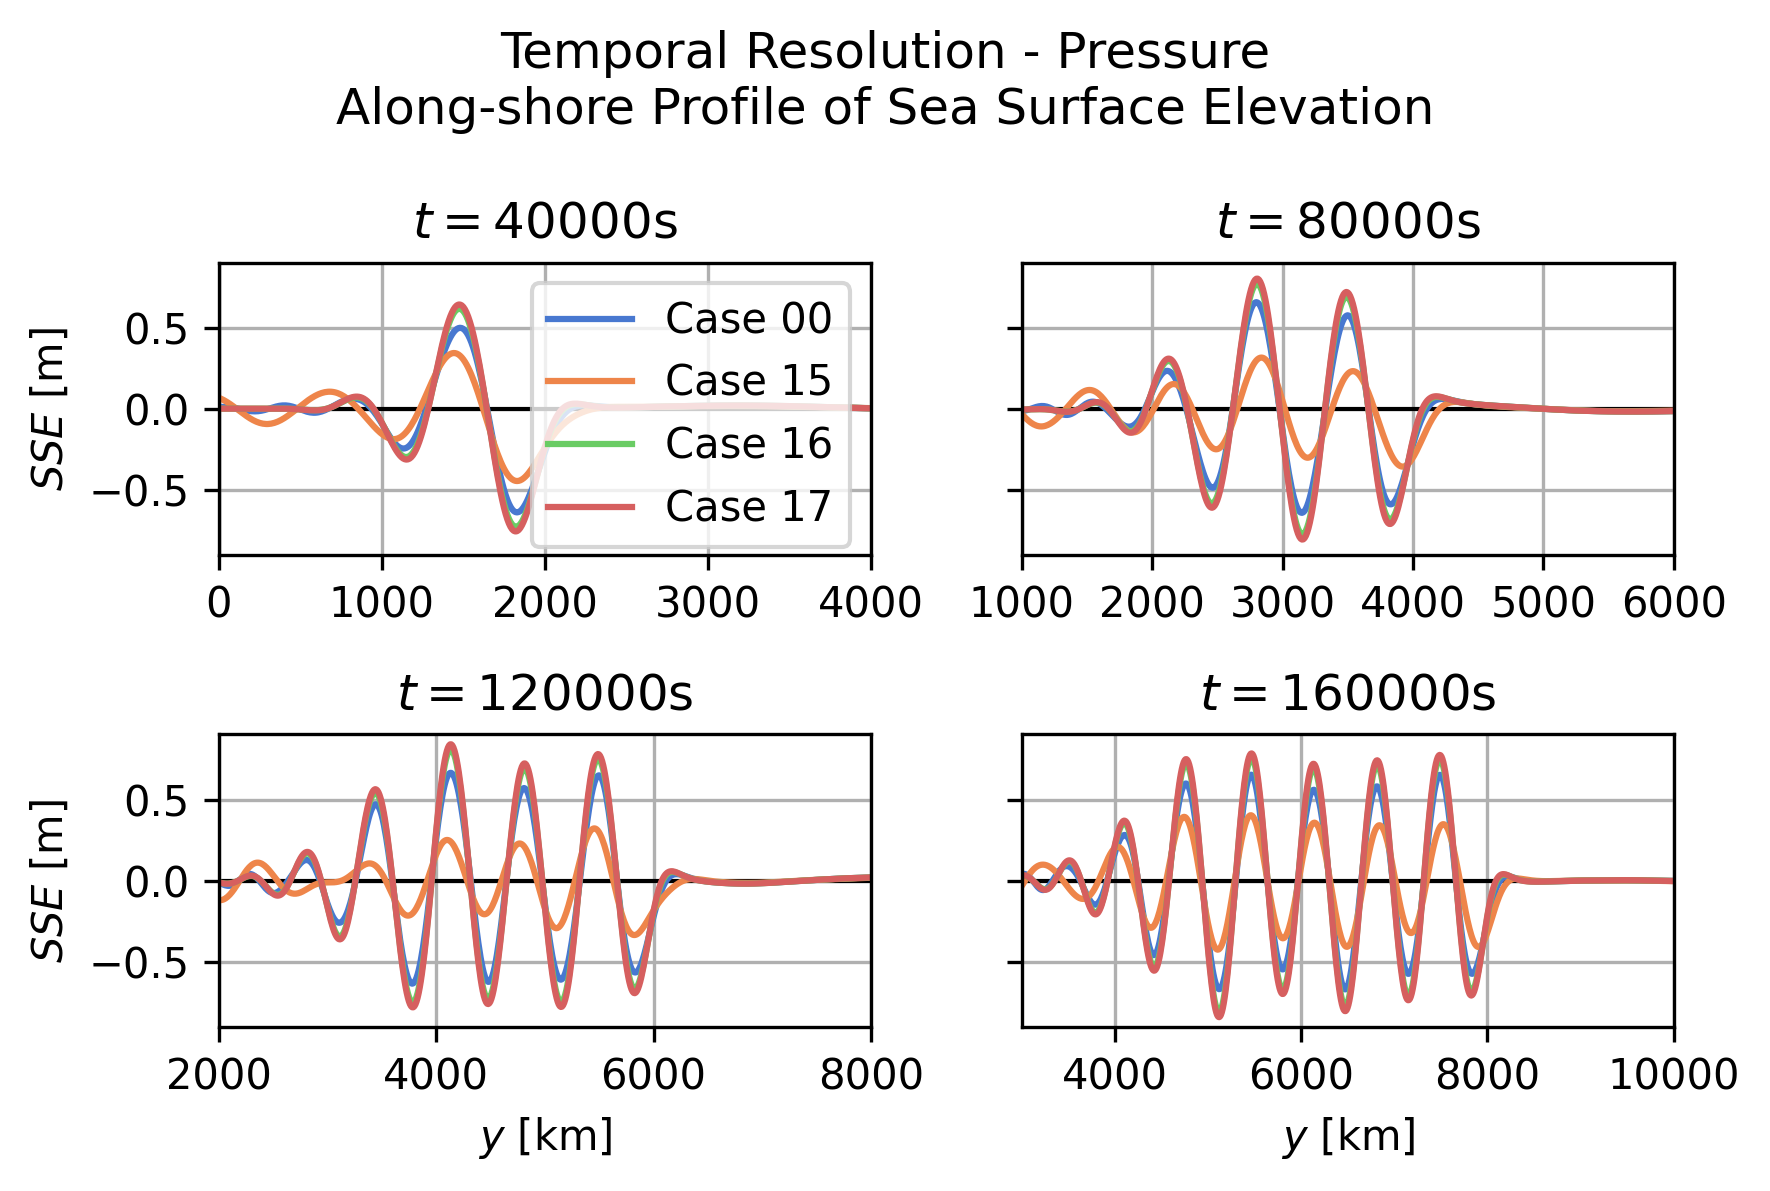 Temporal Resolution - Pressure
Along-shore Profile of Sea Surface Elevation
t = 40000s
SSE [m]
0.5
0.0
−0.5
0 1000 2000 3000 4000
Case 00
Case 15
Case 16
Case 17
t = 80000s
1000 2000 3000 4000 5000 6000
t = 120000s
SSE [m]
0.5
0.0
−0.5
2000 4000 6000 8000
y [km]
t = 160000s
4000 6000 8000 10000
y [km]